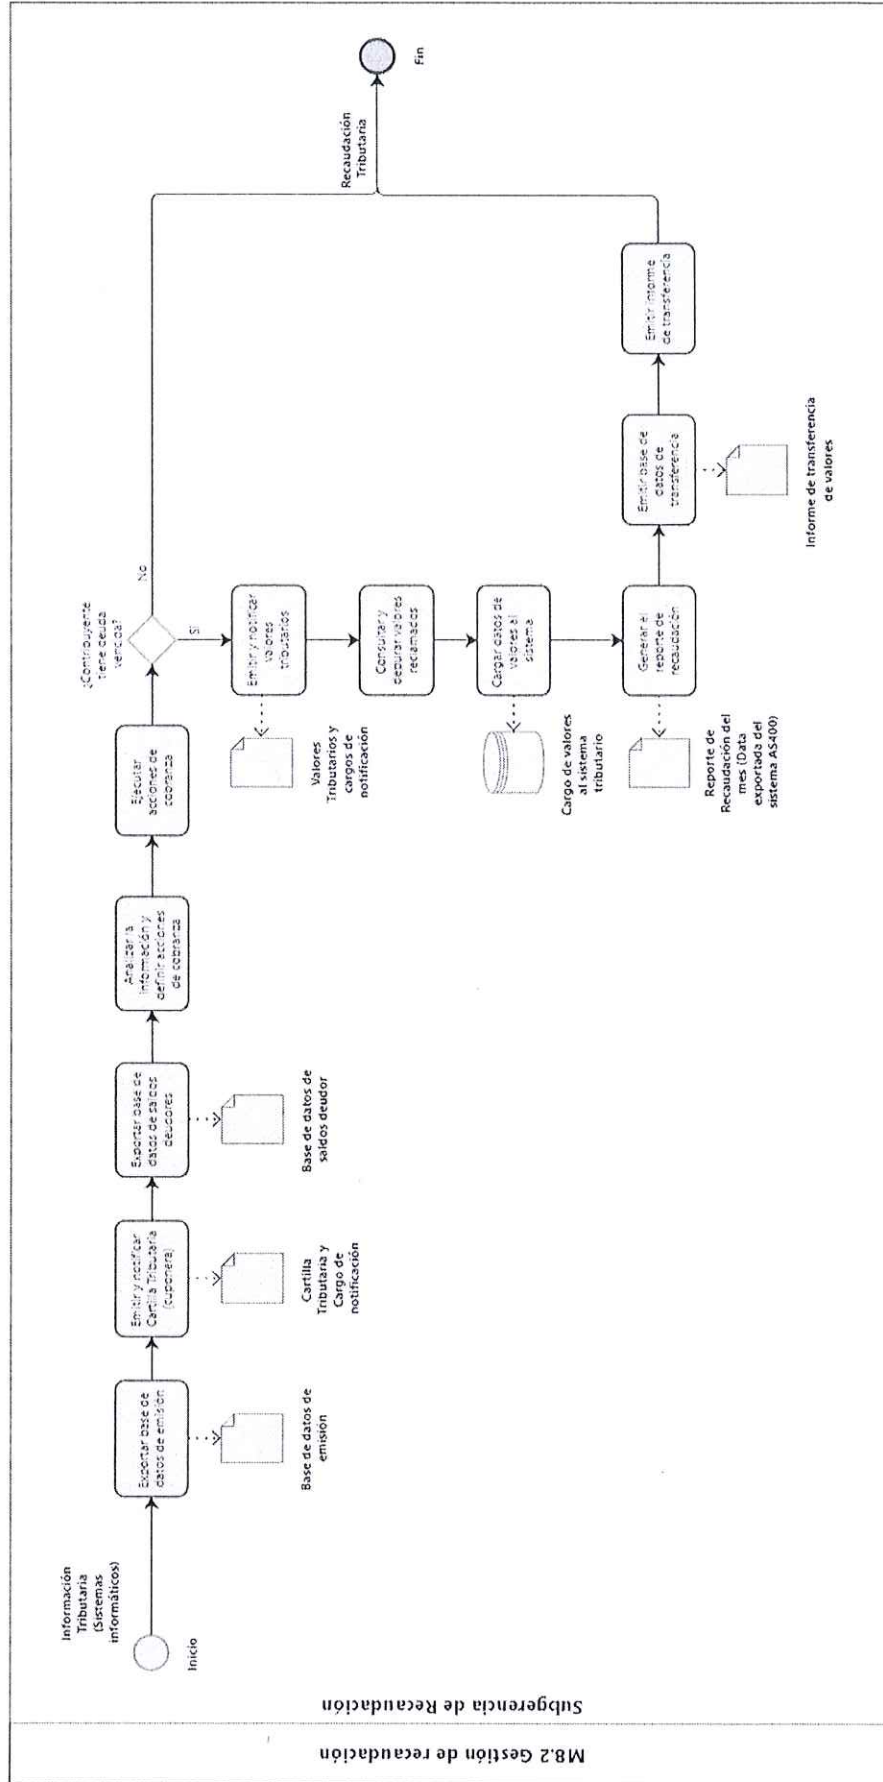 M8.2 Gestión de recaudación
Subgerencia de Recaudación
Información
Tributaria
(Sistemas
informáticos)
Inicio
Exportar base de
datos de emisión
Base de datos de
emisión
Emitir y notificar
Cartilla Tributaria
(cuponera)
Cartilla
Tributaria y
Cargo de
notificación
Exportar base de
datos de saldos
deudores
Base de datos de
saldos deudor
Analizar la
información y
definir acciones
de cobranza
Ejecutar
acciones de
cobranza
¿Contribuyente
tiene deuda
vencida?
No
Si
Emitir y notificar
valores
tributarios
Valores
Tributarios y
cargos de
notificación
Consultar y
depurar valores
reclamados
Cargar datos de
valores al
sistema
Cargo de valores
al sistema
tributario
Generar el
reporte de
recaudación
Reporte de
Recaudación del
mes (Data
exportada del
sistema AS400)
Emitir base de
datos de
transferencia
Informe de transferencia
de valores
Emitir informe
de transferencia
Recaudación
Tributaria
Fin